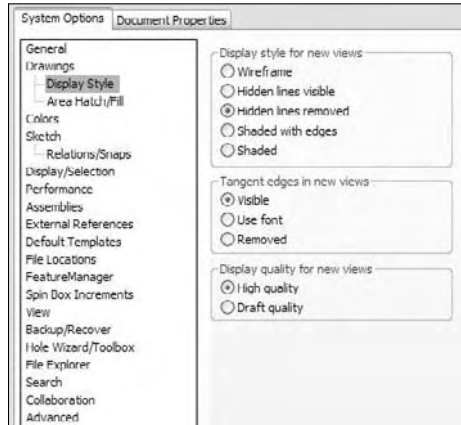 System Options
Document Properties
General
Drawings
Display Style
Area Hatch/Fill
Colors
Sketch
Relations/Snaps
Display/Selection
Performance
Assemblies
External References
Default Templates
File Locations
FeatureManager
Spin Box Increments
View
Backup/Recover
Hole Wizard/Toolbox
File Explorer
Search
Collaboration
Advanced
Display style for new views
Wireframe
Hidden lines visible
Hidden lines removed
Shaded with edges
Shaded
Tangent edges in new views
Visible
Use font
Removed
Display quality for new views
High quality
Draft quality